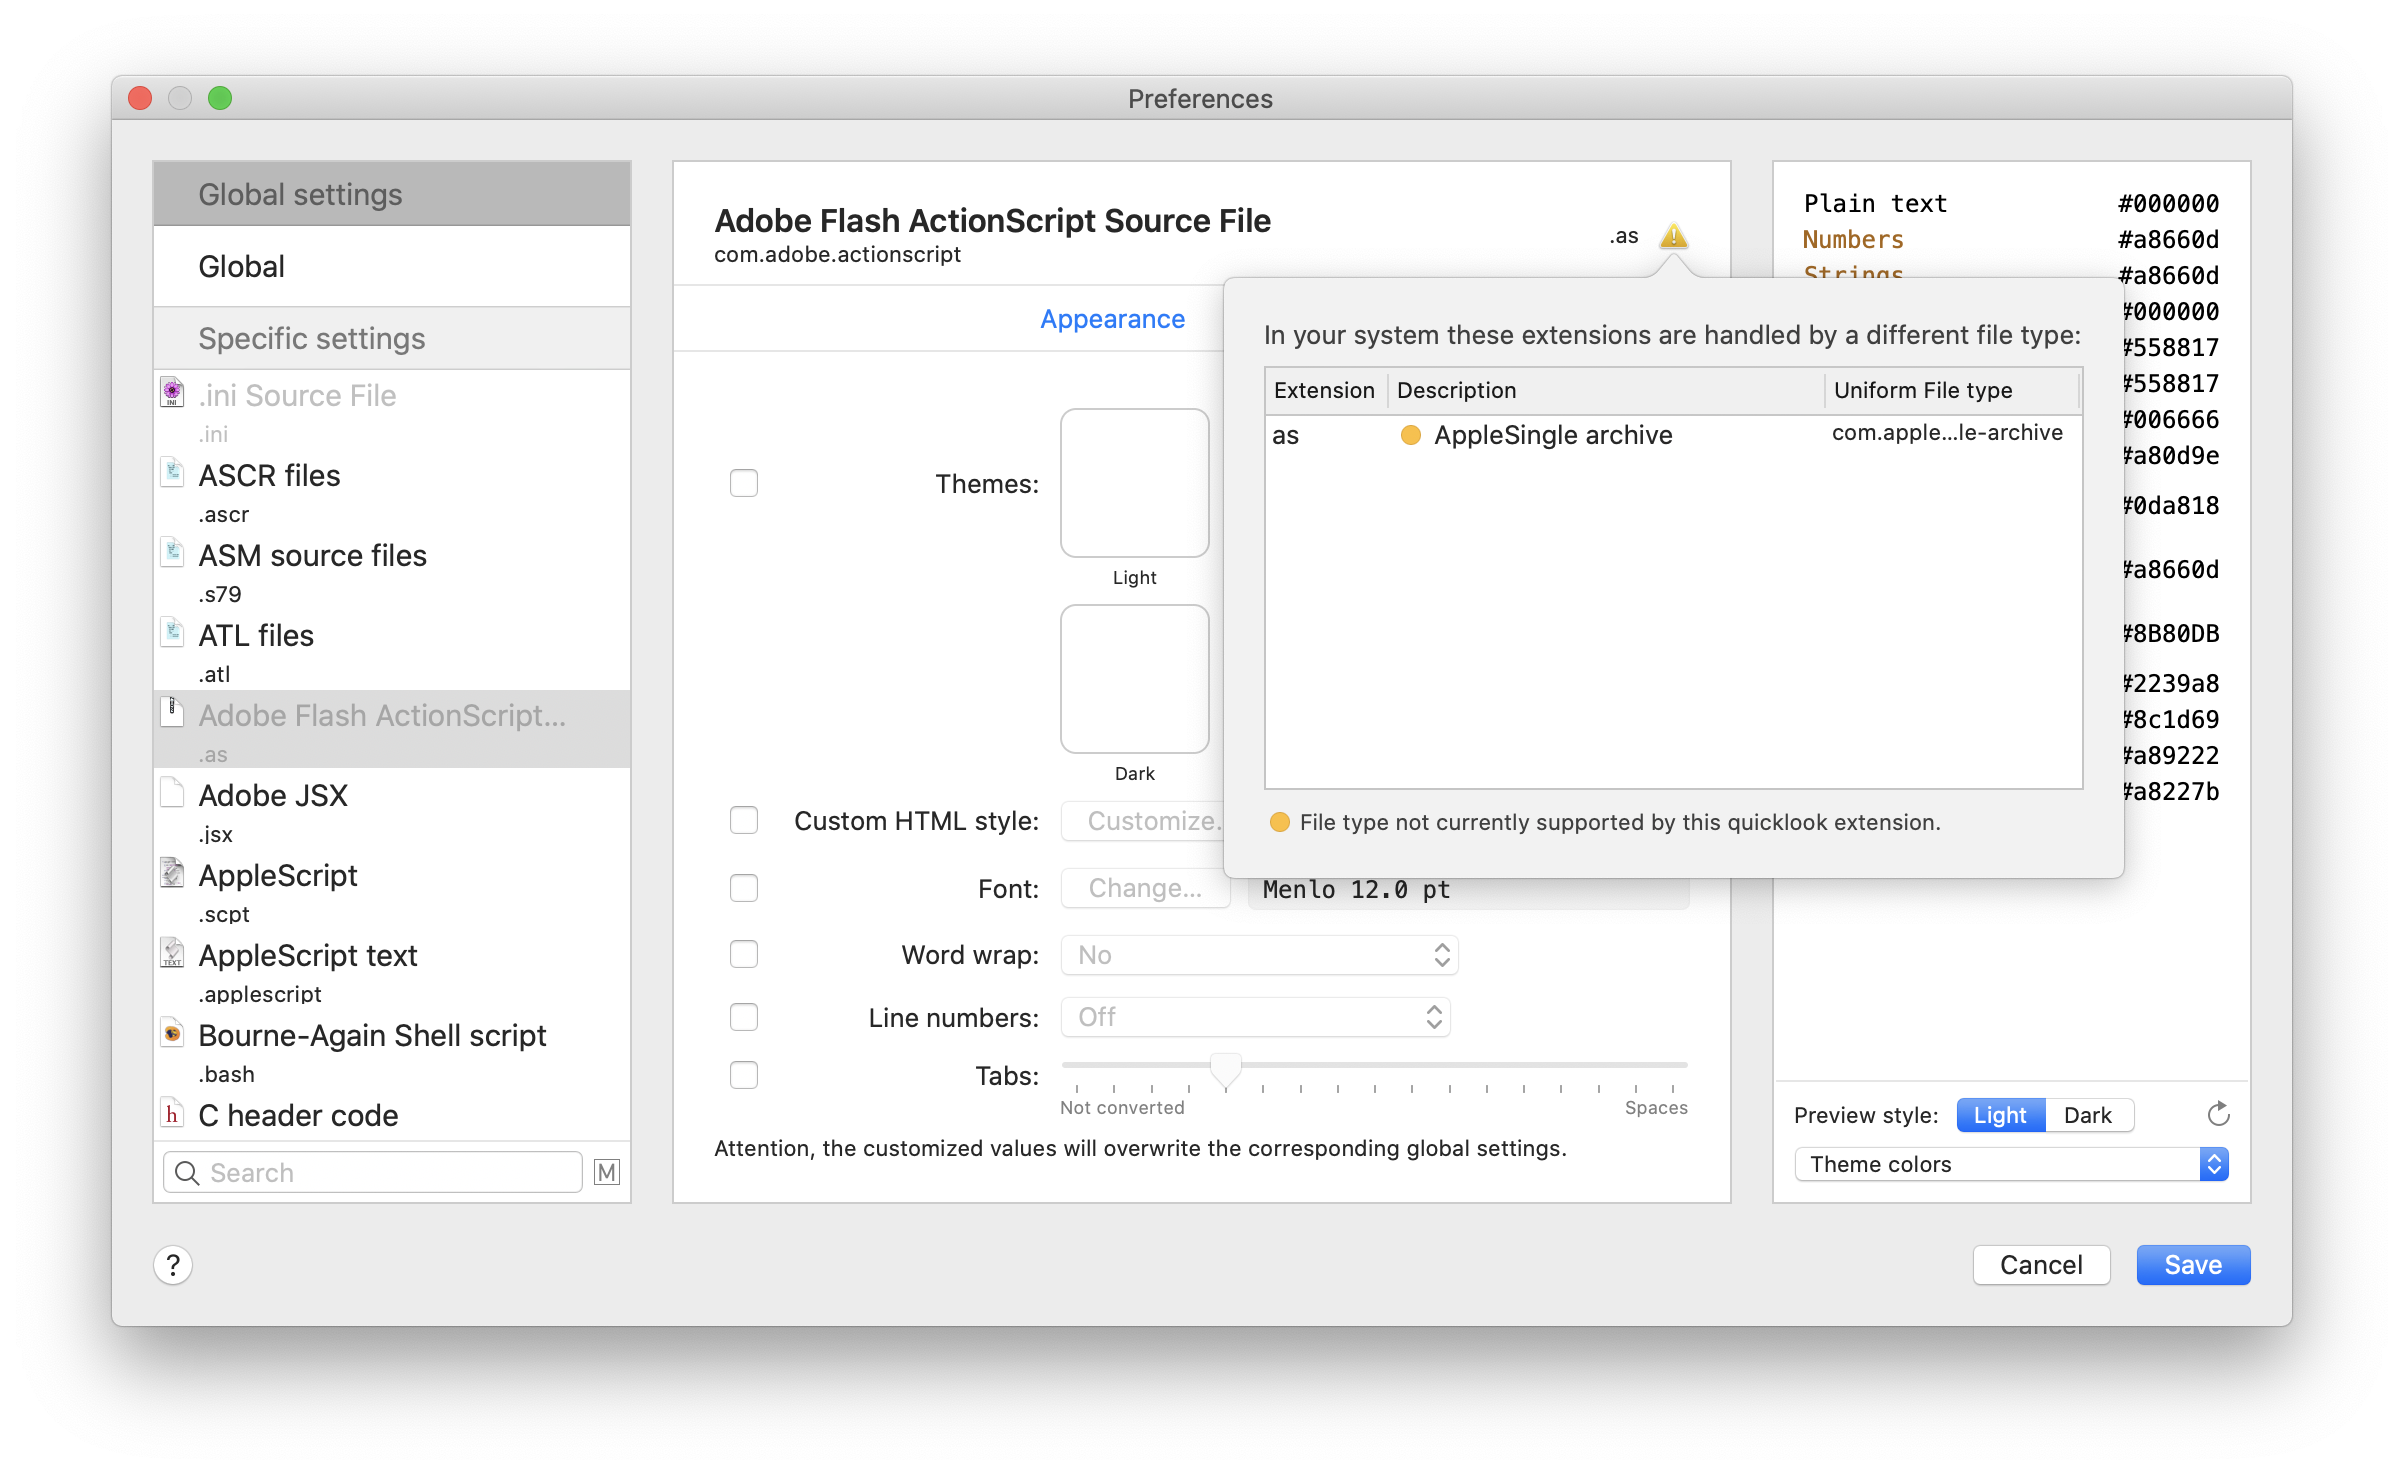 Preferences
Global settings
Global
Specific settings
INI
.ini Source File
.ini
ASCR files
.ascr
ASM source files
.s79
ATL files
.atl
Adobe Flash ActionScript...
.as
Adobe JSX
.jsx
AppleScript
.scpt
TEXT
AppleScript text
.applescript
Bourne-Again Shell script
.bash
h
C header code
Search
M
?
Adobe Flash ActionScript Source File
com.adobe.actionscript
.as
Appearance
Themes:
Light
Dark
Custom HTML style:
Customize.
Font:
Change...
Menlo 12.0 pt
Word wrap:
No
Line numbers:
Off
Tabs:
Not converted
Spaces
Attention, the customized values will overwrite the corresponding global settings.
In your system these extensions are handled by a different file type:
Extension Description Uniform File type
as AppleSingle archive com.apple...le-archive
File type not currently supported by this quicklook extension.
Plain text #000000
Numbers #a8660d
Strings #a8660d
#000000
#558817
#558817
#006666
#a80d9e
#0da818
#a8660d
#8B80DB
#2239a8
#8c1d69
#a89222
#a8227b
Preview style: Light Dark
Theme colors
Cancel
Save